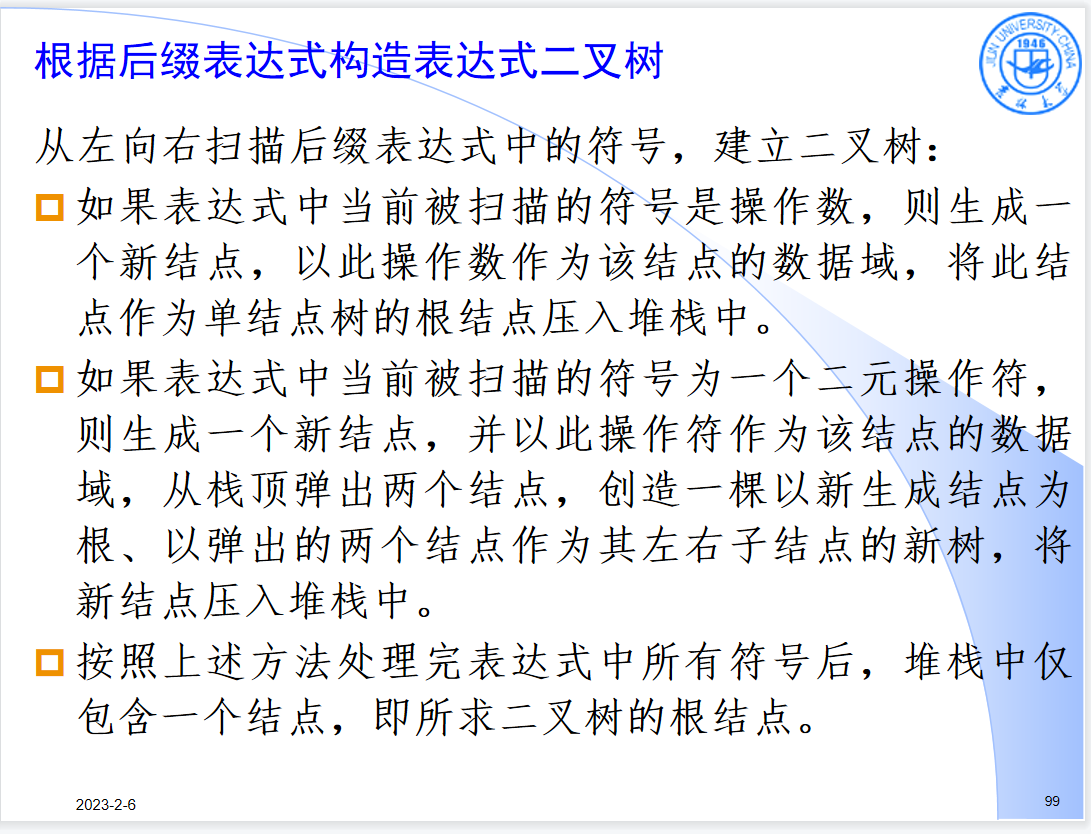 根据后缀表达式构造表达式二叉树
JILIN UNIVERSITY·CHINA
1946
从左向右扫描后缀表达式中的符号，建立二叉树：
如果表达式中当前被扫描的符号是操作数，则生成一
个新结点，以此操作数作为该结点的数据域，将此结
点作为单结点树的根结点压入堆栈中。
如果表达式中当前被扫描的符号为一个二元操作符，
则生成一个新结点，并以此操作符作为该结点的数据
域，从栈顶弹出两个结点，创造一棵以新生成结点为
根、以弹出的两个结点作为其左右子结点的新树，将
新结点压入堆栈中。
按照上述方法处理完表达式中所有符号后，堆栈中仅
包含一个结点，即所求二叉树的根结点。
2023-2-6
99